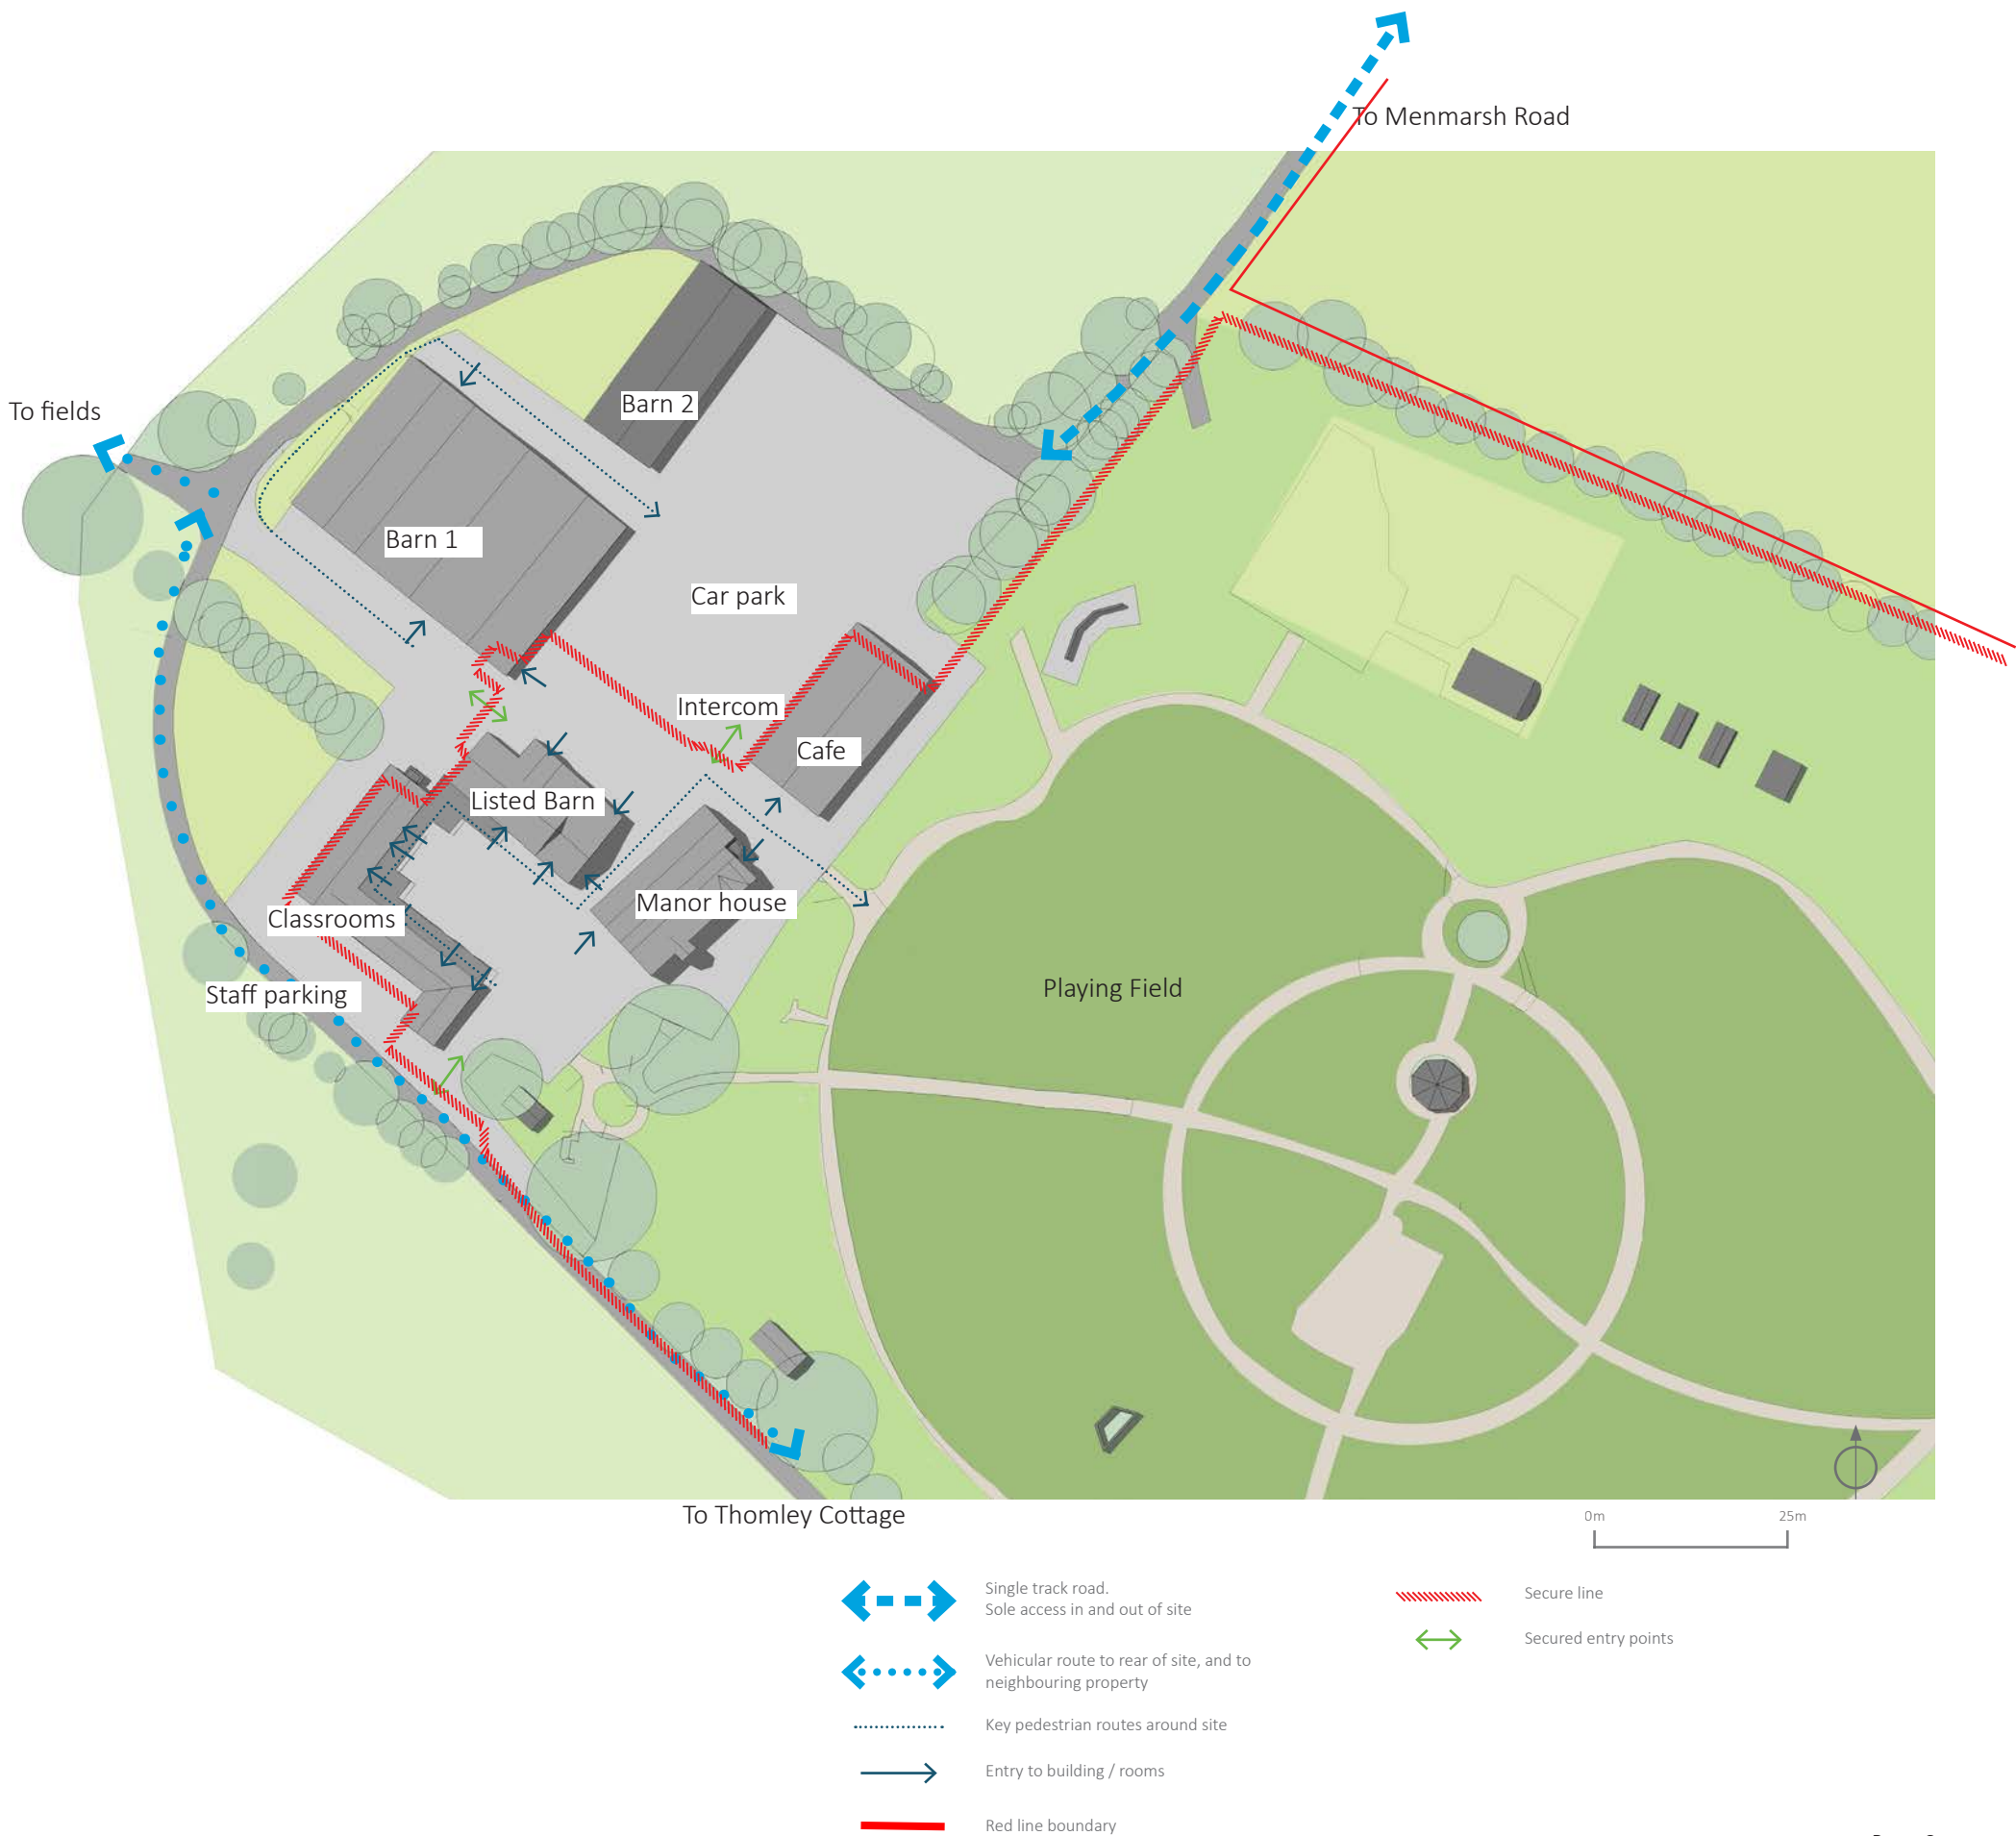 To Menmarsh Road
To fields
Barn 2
Barn 1
Car park
Intercom
Cafe
Listed Barn
Manor house
Classrooms
Staff parking
Playing Field
To Thomley Cottage
0m 25m
Single track road.
Sole access in and out of site
Vehicular route to rear of site, and to
neighbouring property
Key pedestrian routes around site
Entry to building / rooms
Red line boundary
Secure line
Secured entry points